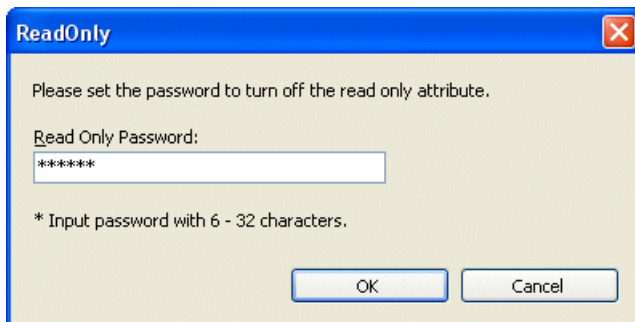 ReadOnly
Please set the password to turn off the read only attribute.
Read Only Password:
******
* Input password with 6 - 32 characters.
OK Cancel